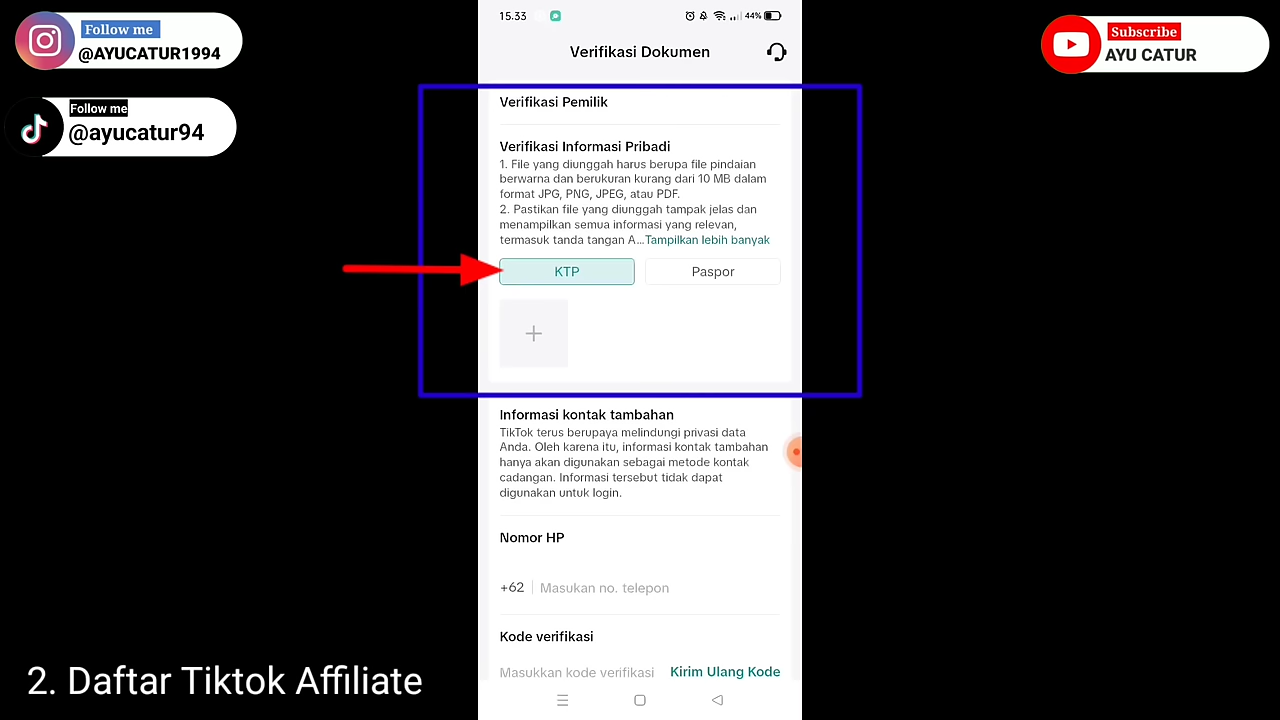 Follow me
@AYUCATUR1994
Follow me
@ayucatur94
Subscribe
AYU CATUR
15.33
44%
Verifikasi Dokumen
Verifikasi Pemilik
Verifikasi Informasi Pribadi
1. File yang diunggah harus berupa file pindaian
berwarna dan berukuran kurang dari 10 MB dalam
format JPG, PNG, JPEG, atau PDF.
2. Pastikan file yang diunggah tampak jelas dan
menampilkan semua informasi yang relevan,
termasuk tanda tangan A...Tampilkan lebih banyak
KTP
Paspor
Informasi kontak tambahan
TikTok terus berupaya melindungi privasi data
Anda. Oleh karena itu, informasi kontak tambahan
hanya akan digunakan sebagai metode kontak
cadangan. Informasi tersebut tidak dapat
digunakan untuk login.
Nomor HP
+62 Masukan no. telepon
Kode verifikasi
Masukkan kode verifikasi Kirim Ulang Kode
2. Daftar Tiktok Affiliate